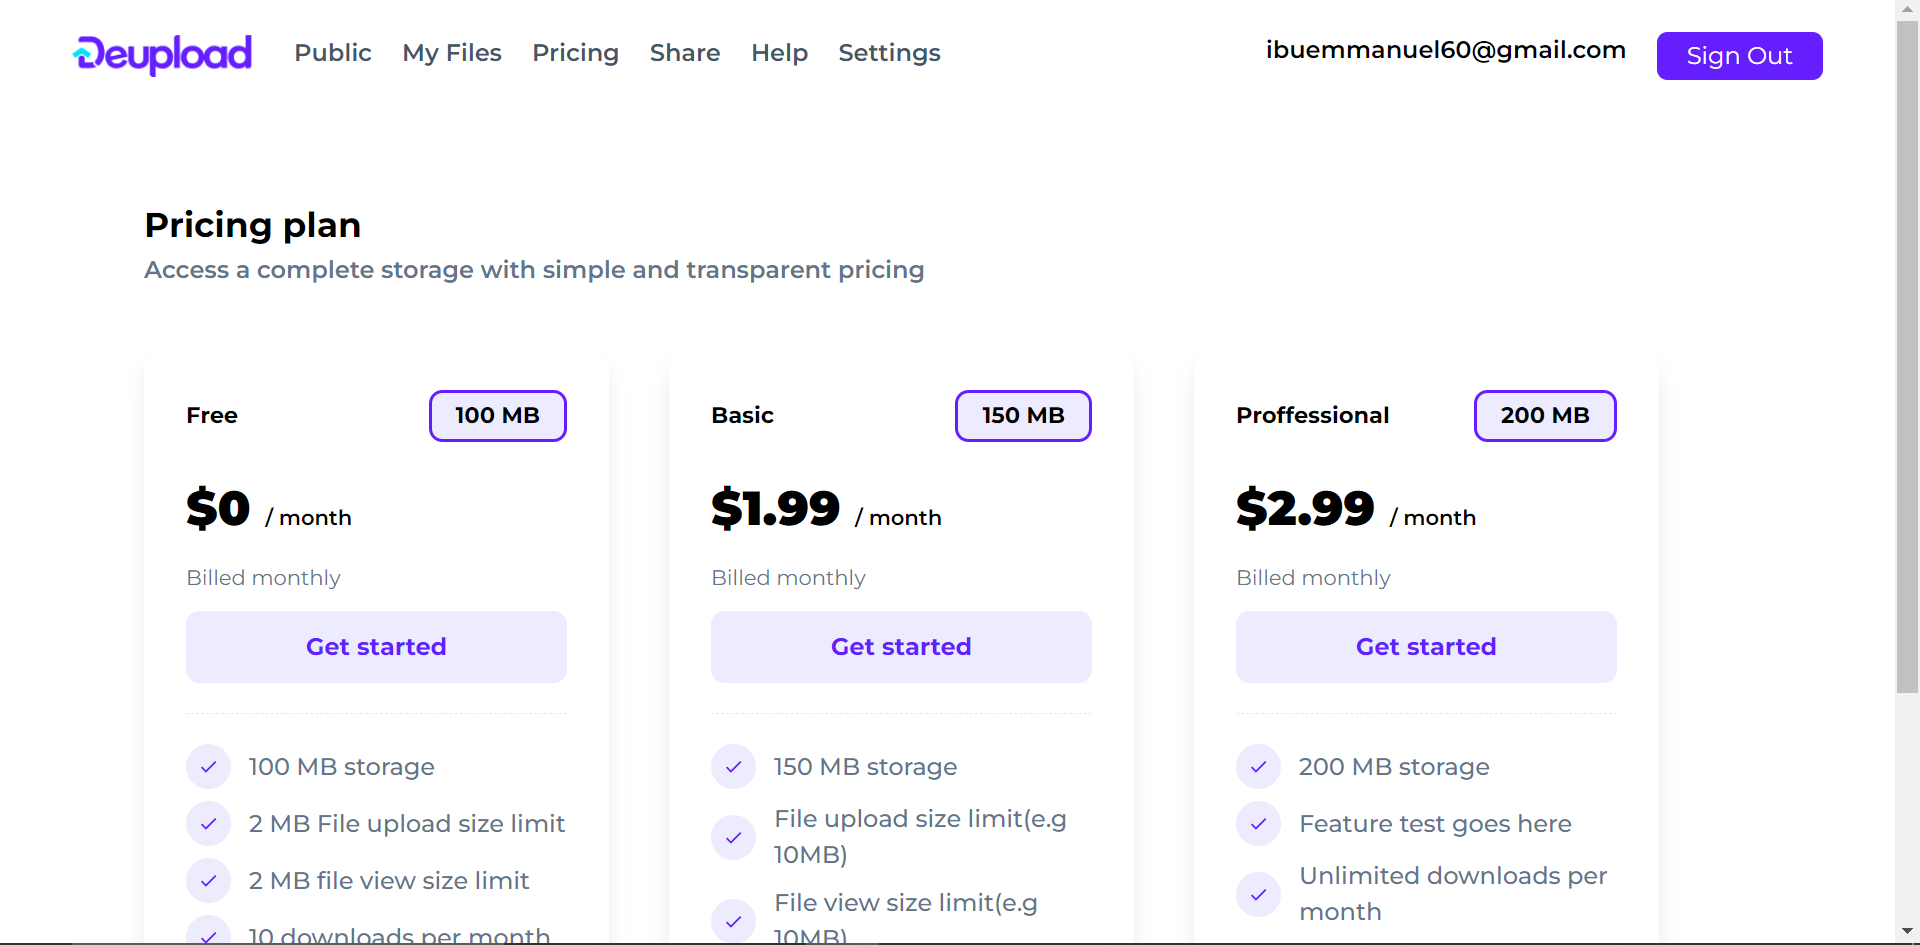 Deupload Public My Files Pricing Share Help Settings ibuemmanuel60@gmail.com Sign Out
Pricing plan
Access a complete storage with simple and transparent pricing
Free 100 MB
$0 / month
Billed monthly
Get started
100 MB storage
2 MB File upload size limit
2 MB file view size limit
10 downloads per month
Basic 150 MB
$1.99 / month
Billed monthly
Get started
150 MB storage
File upload size limit(e.g
10MB)
File view size limit(e.g
10MB)
Proffessional 200 MB
$2.99 / month
Billed monthly
Get started
200 MB storage
Feature test goes here
Unlimited downloads per
month